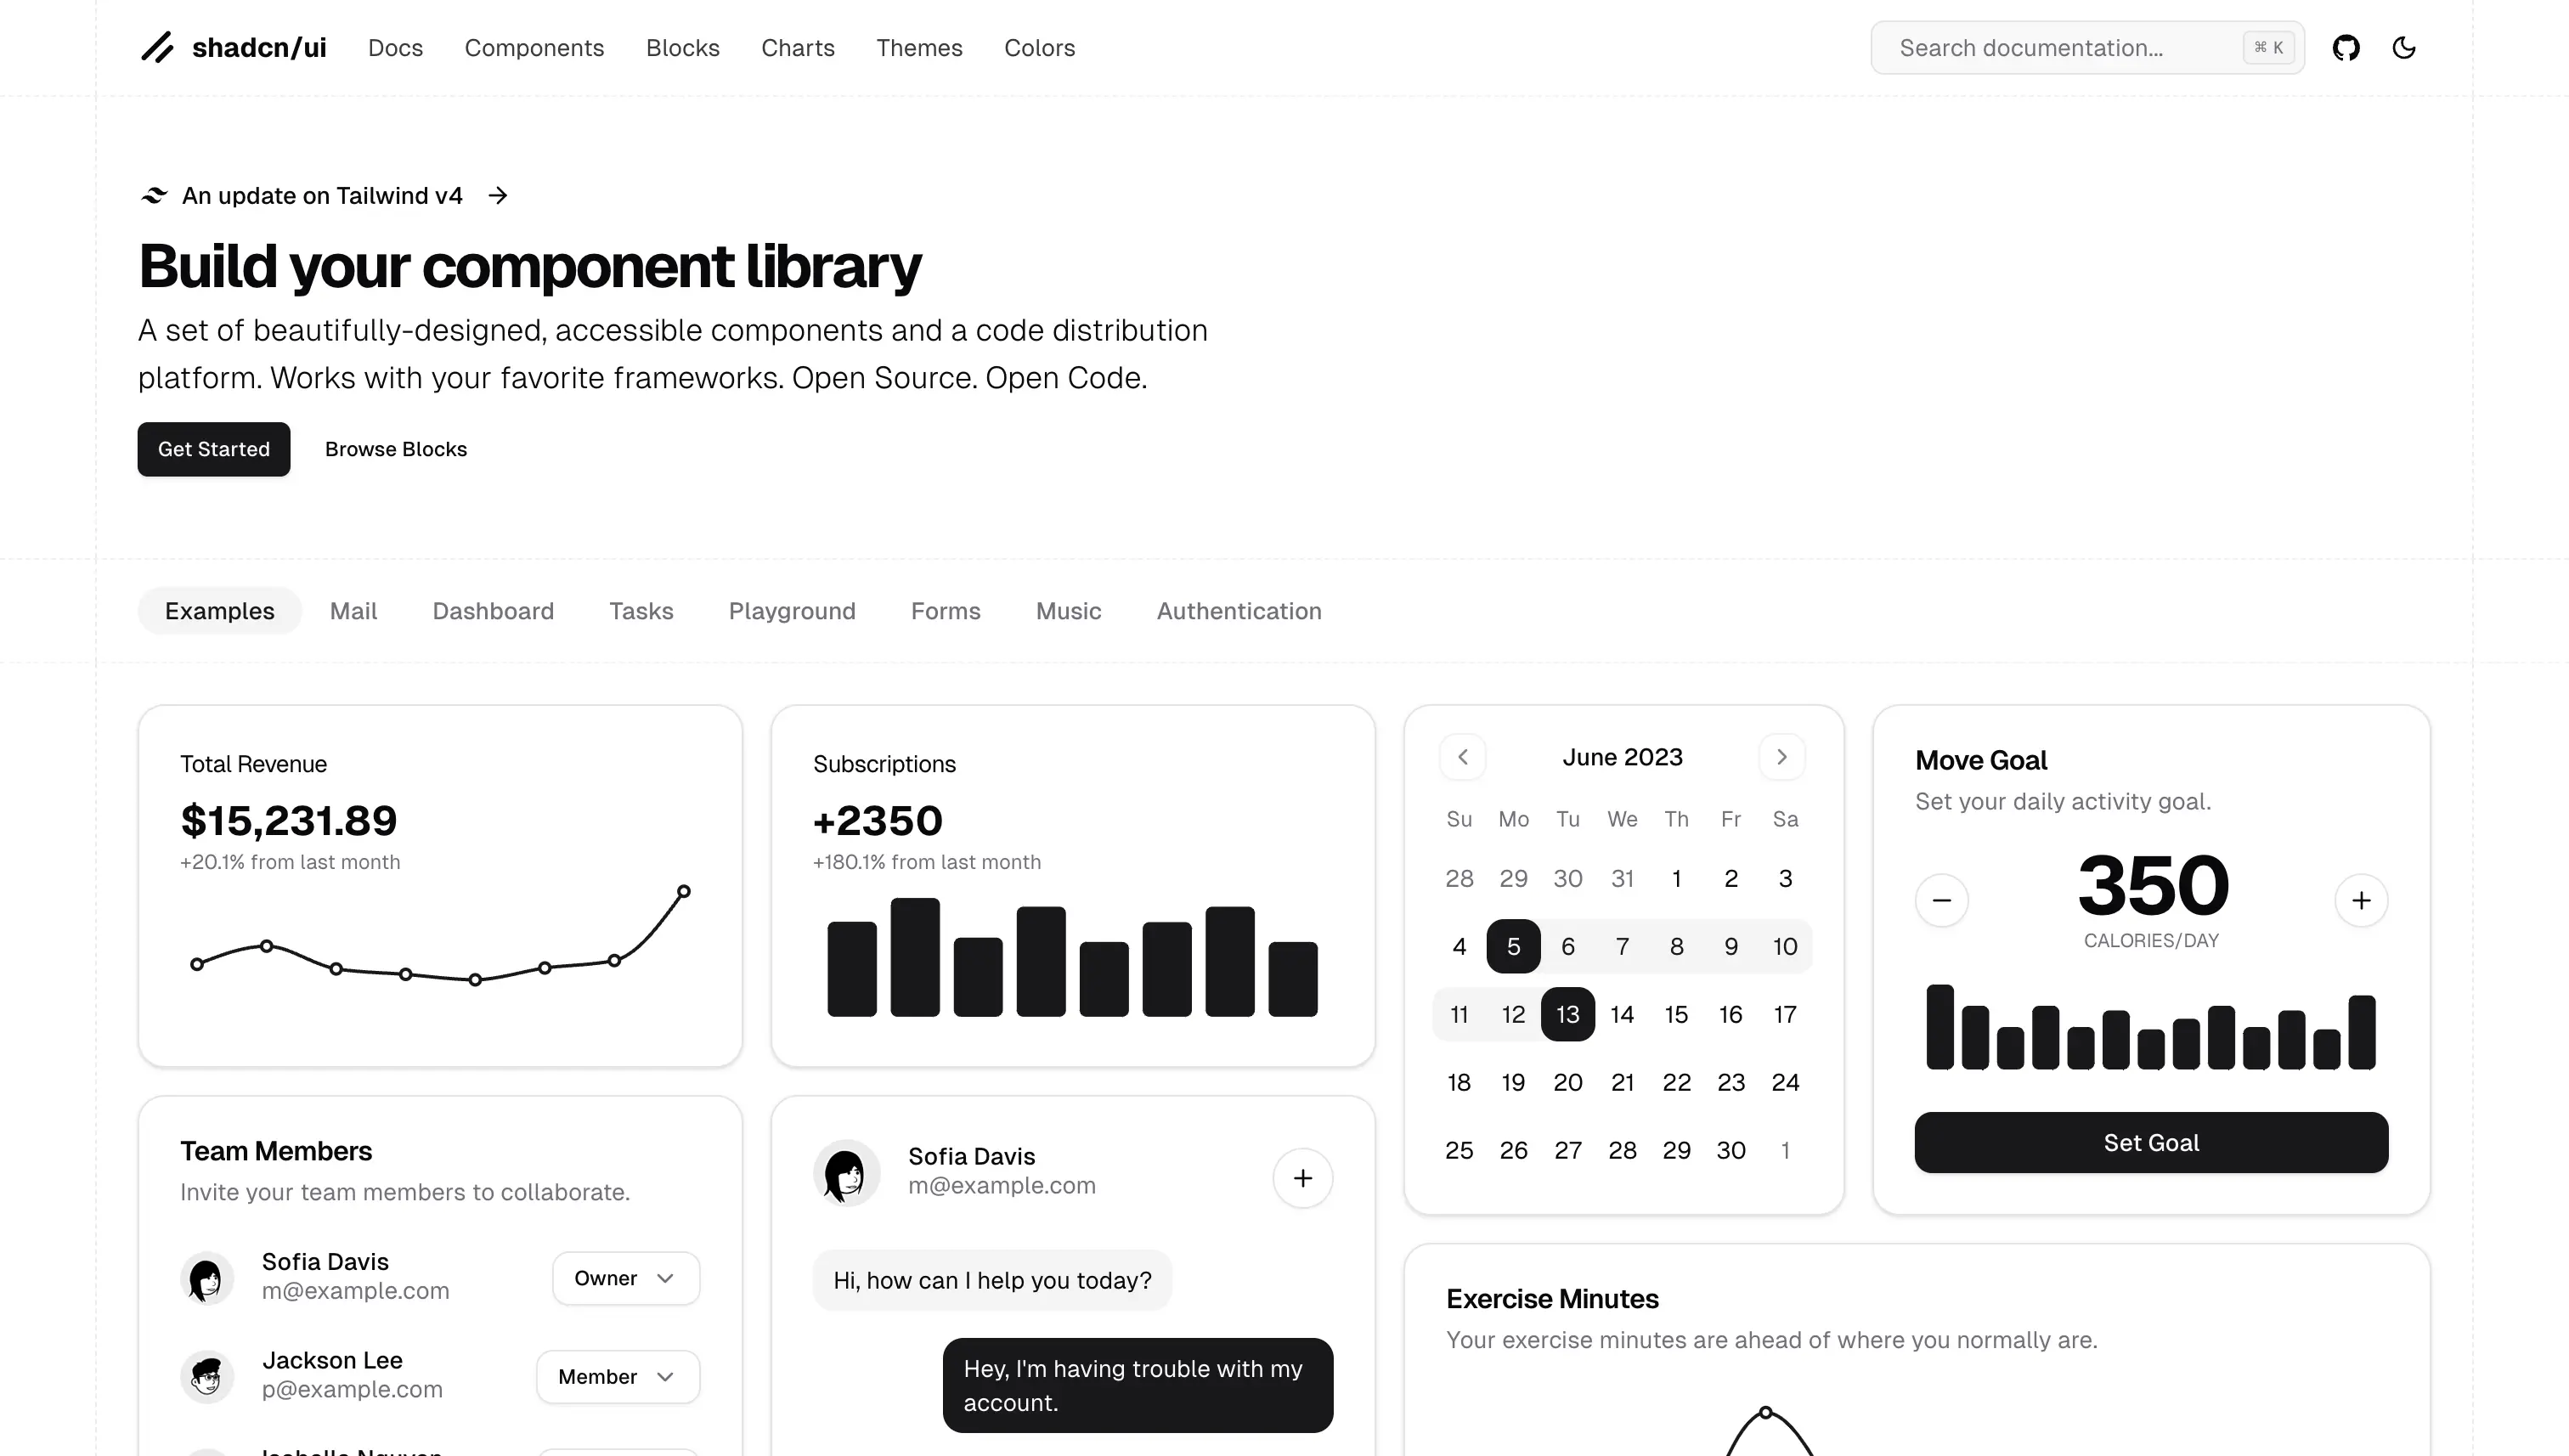 shadcn/ui
Docs
Components
Blocks
Charts
Themes
Colors
Search documentation...
⌘ K
An update on Tailwind v4
Build your component library
A set of beautifully-designed, accessible components and a code distribution
platform. Works with your favorite frameworks. Open Source. Open Code.
Get Started
Browse Blocks
Examples
Mail
Dashboard
Tasks
Playground
Forms
Music
Authentication
Total Revenue
$15,231.89
+20.1% from last month
Subscriptions
+2350
+180.1% from last month
June 2023
Su Mo Tu We Th Fr Sa
28 29 30 31 1 2 3
4 5 6 7 8 9 10
11 12 13 14 15 16 17
18 19 20 21 22 23 24
25 26 27 28 29 30 1
Move Goal
Set your daily activity goal.
350
CALORIES/DAY
Set Goal
Team Members
Invite your team members to collaborate.
Sofia Davis
m@example.com
Owner
Jackson Lee
p@example.com
Member
Sofia Davis
m@example.com
Hi, how can I help you today?
Hey, I'm having trouble with my
account.
Exercise Minutes
Your exercise minutes are ahead of where you normally are.